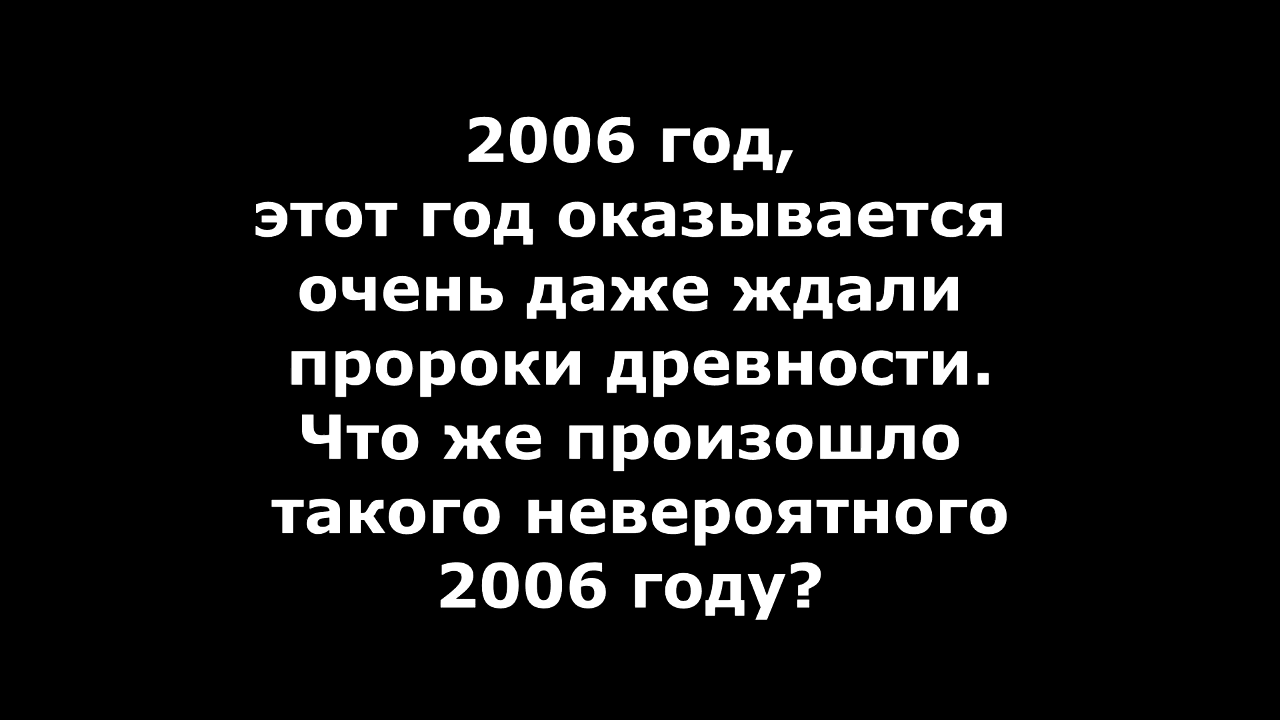 2006 год,
этот год оказывается
очень даже ждали
пророки древности.
Что же произошло
такого невероятного
2006 году?